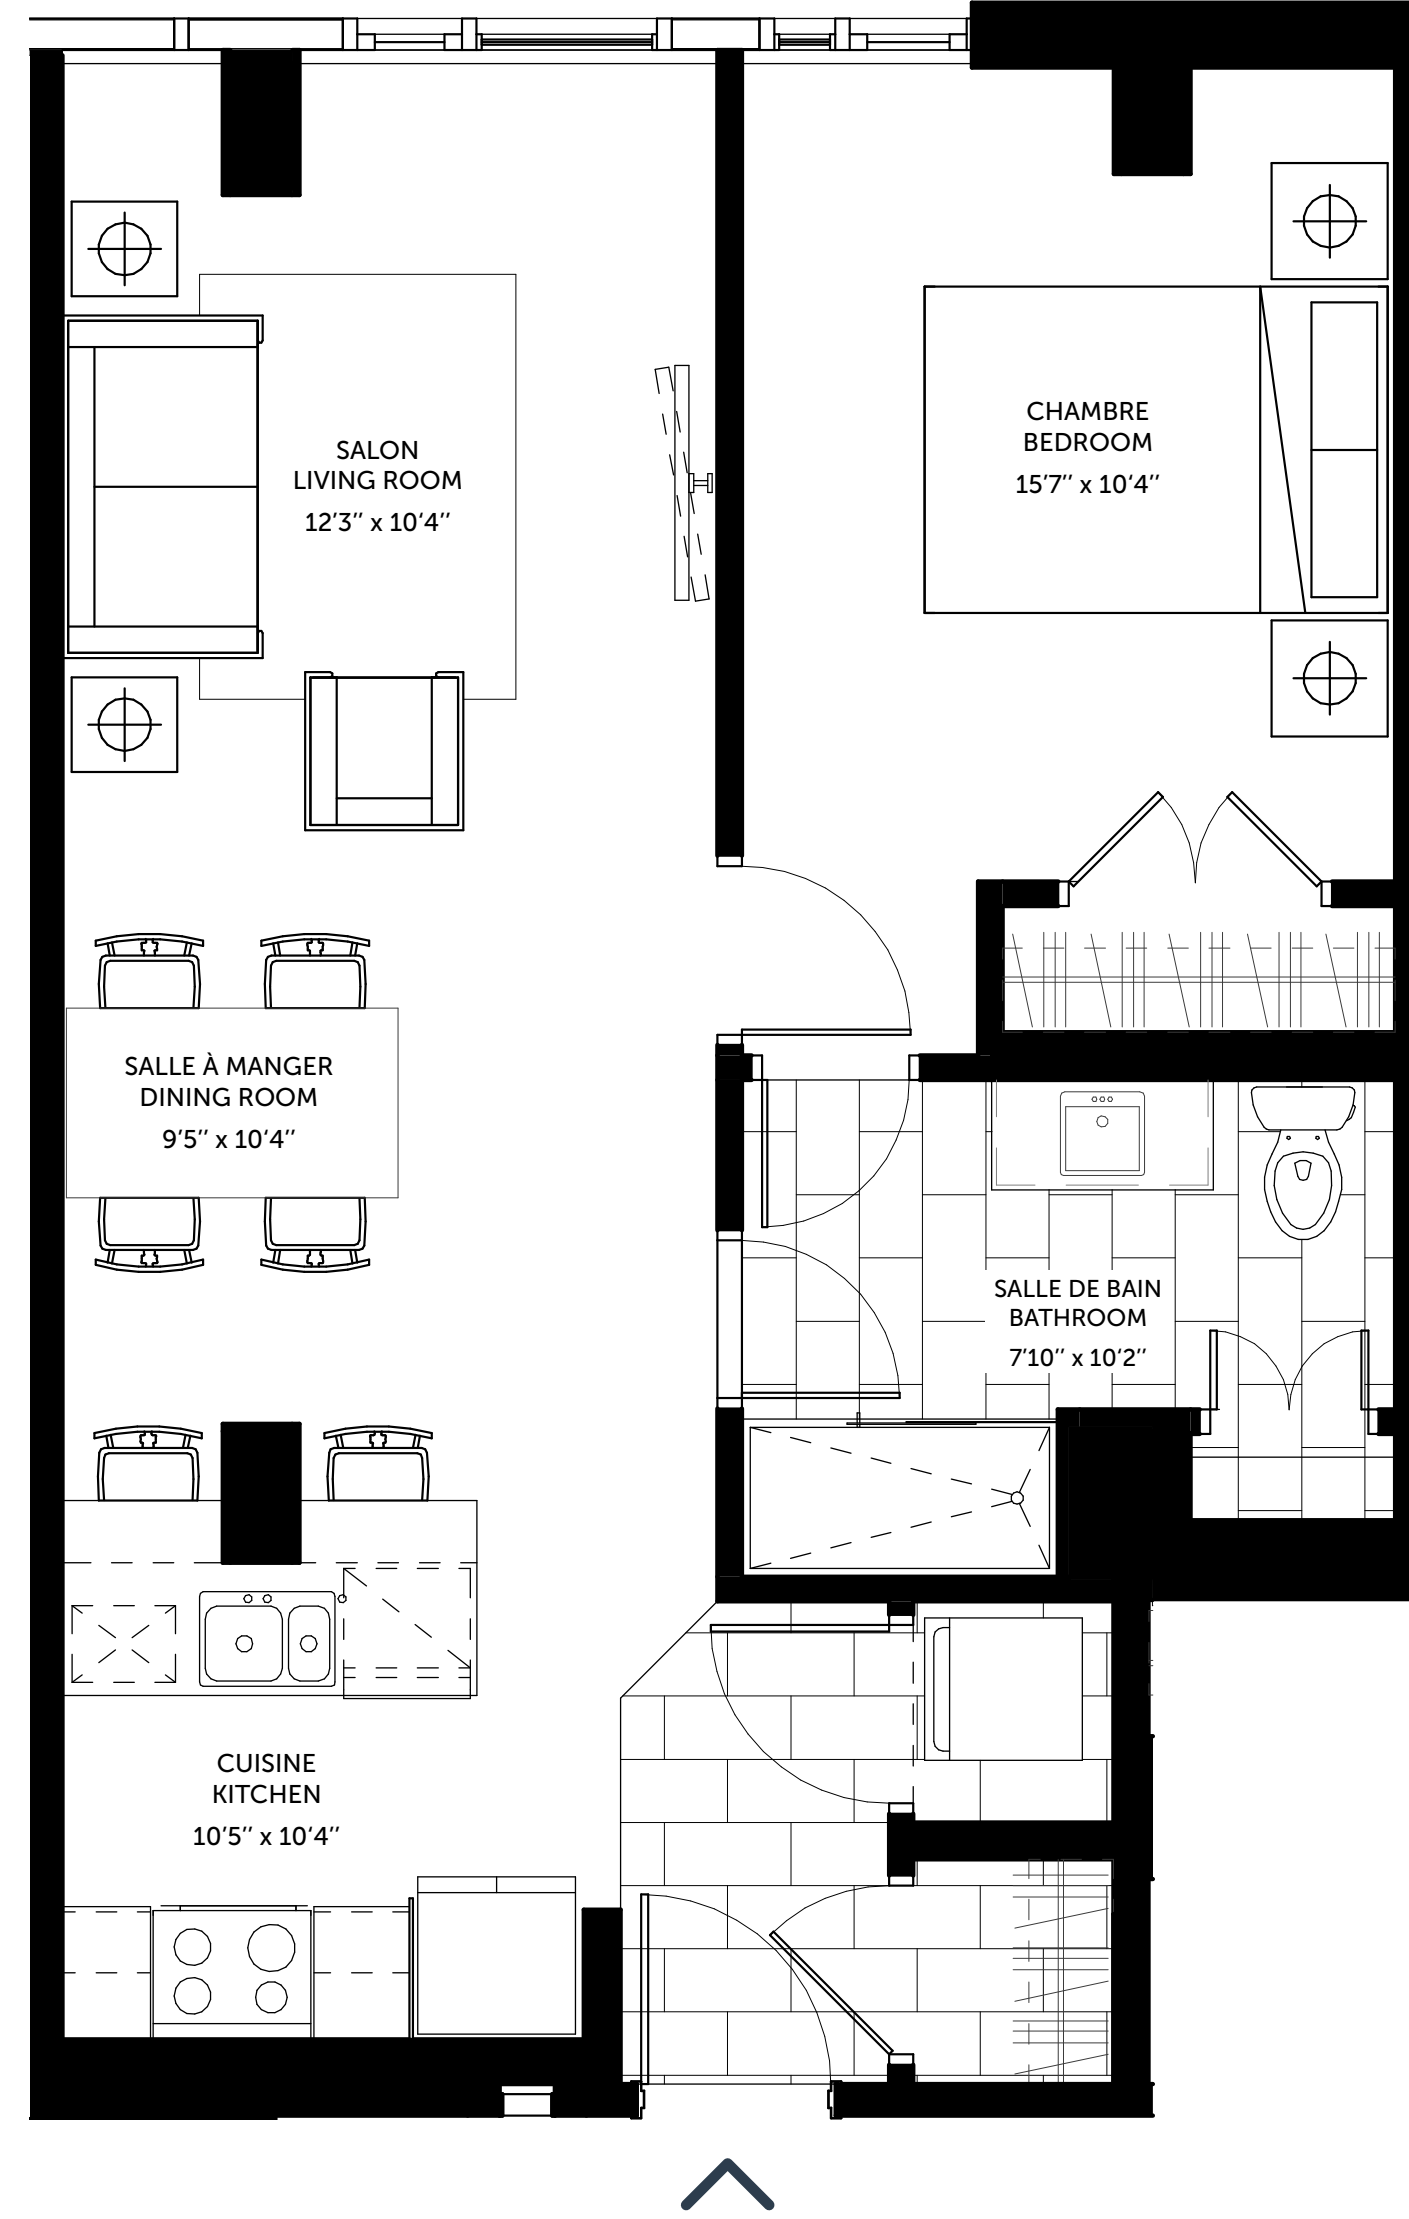 CHAMBRE
BEDROOM
15’7’’ x 10‘4’’
SALON
LIVING ROOM
12’3’’ x 10‘4’’
SALLE À MANGER
DINING ROOM
9’5’’ x 10‘4’’
SALLE DE BAIN
BATHROOM
7’10’’ x 10‘2’’
CUISINE
KITCHEN
10’5’’ x 10‘4’’